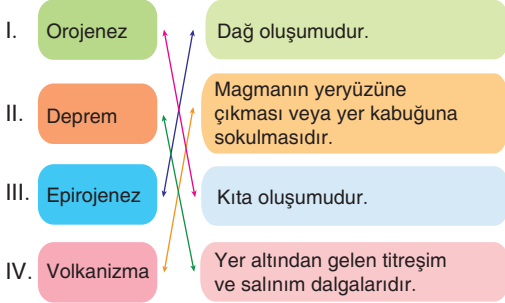 I. Orojenez
Dağ oluşumudur.
II. Deprem
Magmanın yeryüzüne
çıkması veya yer kabuğuna
sokulmasıdır.
III. Epirojenez
Kıta oluşumudur.
IV. Volkanizma
Yer altından gelen titreşim
ve salınım dalgalarıdır.